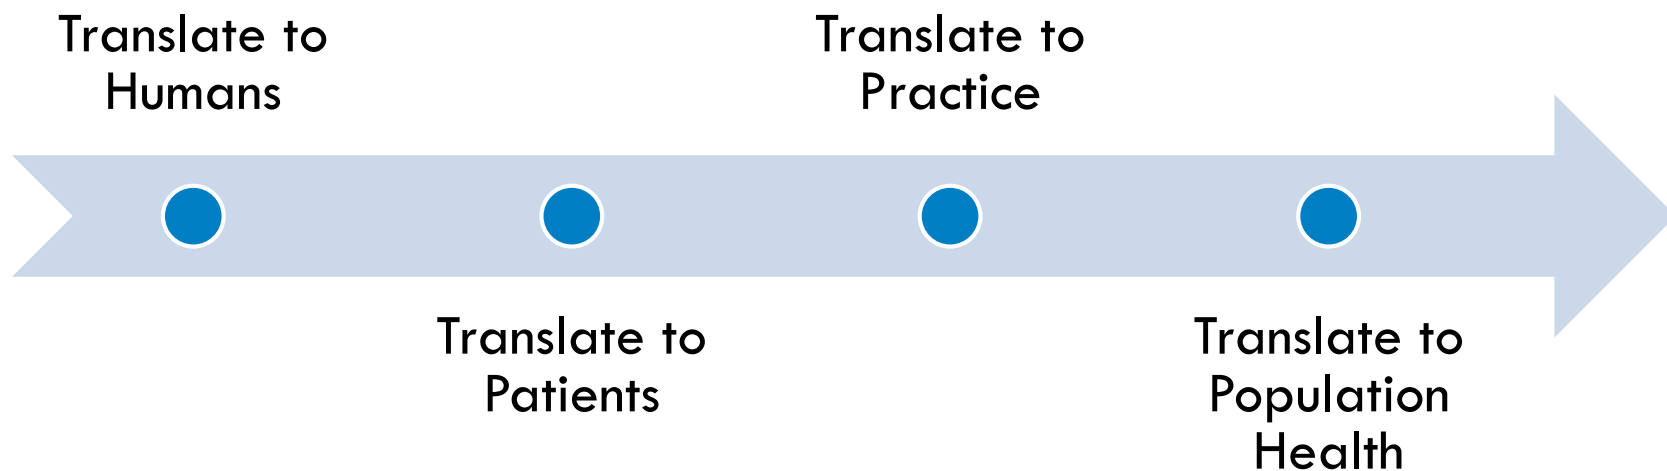 Translate to
Humans
Translate to
Patients
Translate to
Practice
Translate to
Population
Health